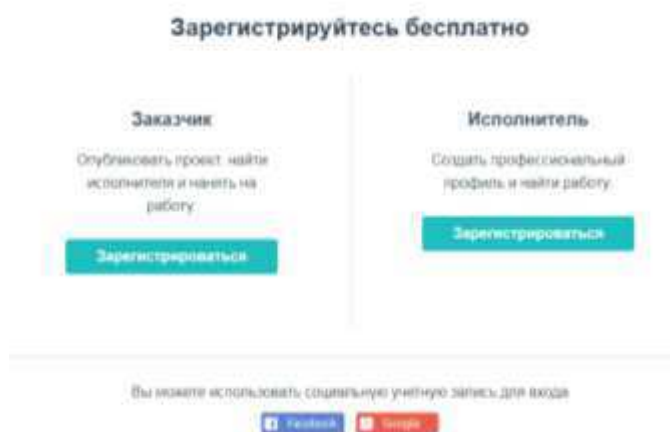 Зарегистрируйтесь бесплатно
Заказчик
Опубликовать проект, найти
исполнителя и нанять на
работу
Зарегистрироваться
Исполнитель
Создать профессиональный
профиль и найти работу
Зарегистрироваться
Вы можете использовать социальную учетную запись для входа
Facebook
Google